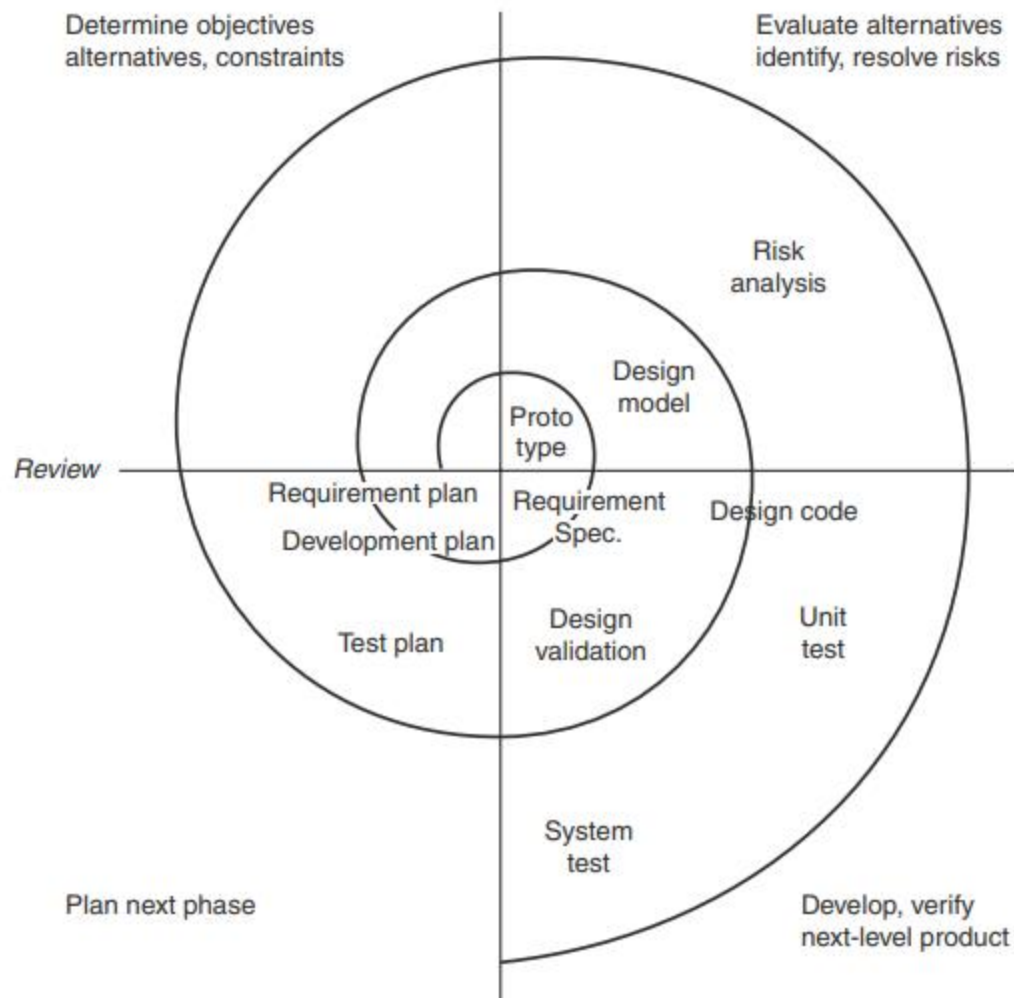 Determine objectives
alternatives, constraints
Evaluate alternatives
identify, resolve risks
Risk
analysis
Design
model
Proto
type
Review
Requirement plan
Requirement
Spec.
Design code
Development plan
Test plan
Design
validation
Unit
test
System
test
Plan next phase
Develop, verify
next-level product